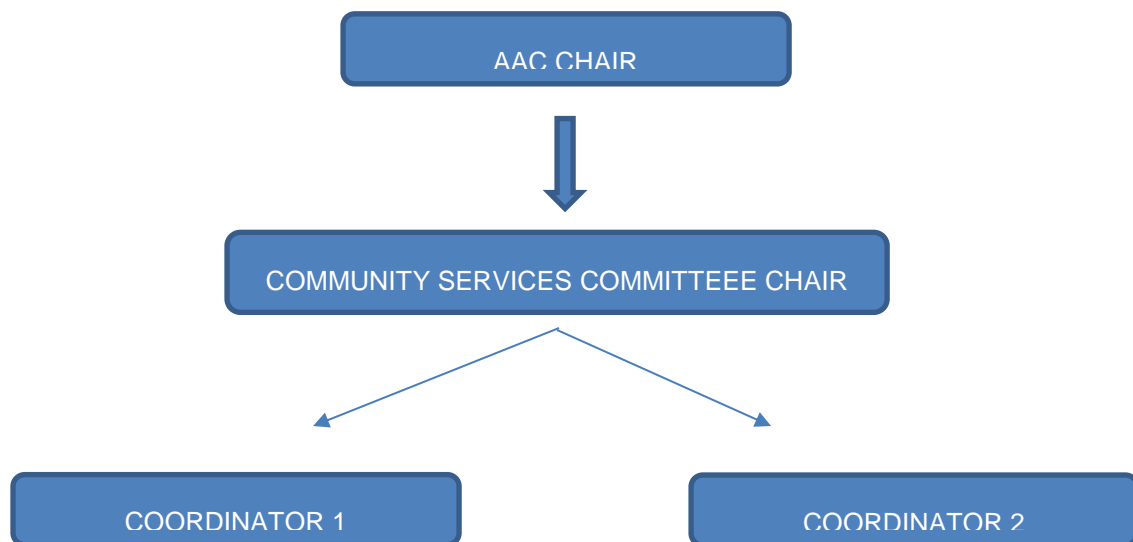 AAC CHAIR
COMMUNITY SERVICES COMMITTEEE CHAIR
COORDINATOR 1
COORDINATOR 2